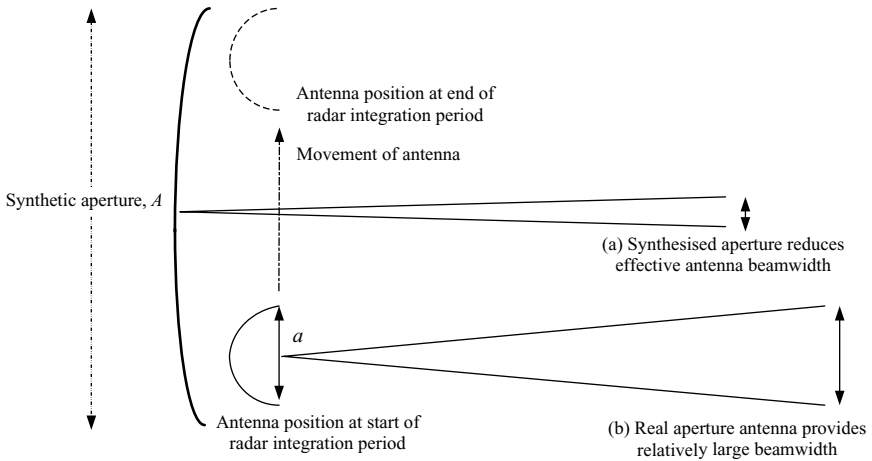 Antenna position at end of
radar integration period
Movement of antenna
Synthetic aperture, A
(a) Synthesised aperture reduces
effective antenna beamwidth
a
Antenna position at start of
radar integration period
(b) Real aperture antenna provides
relatively large beamwidth